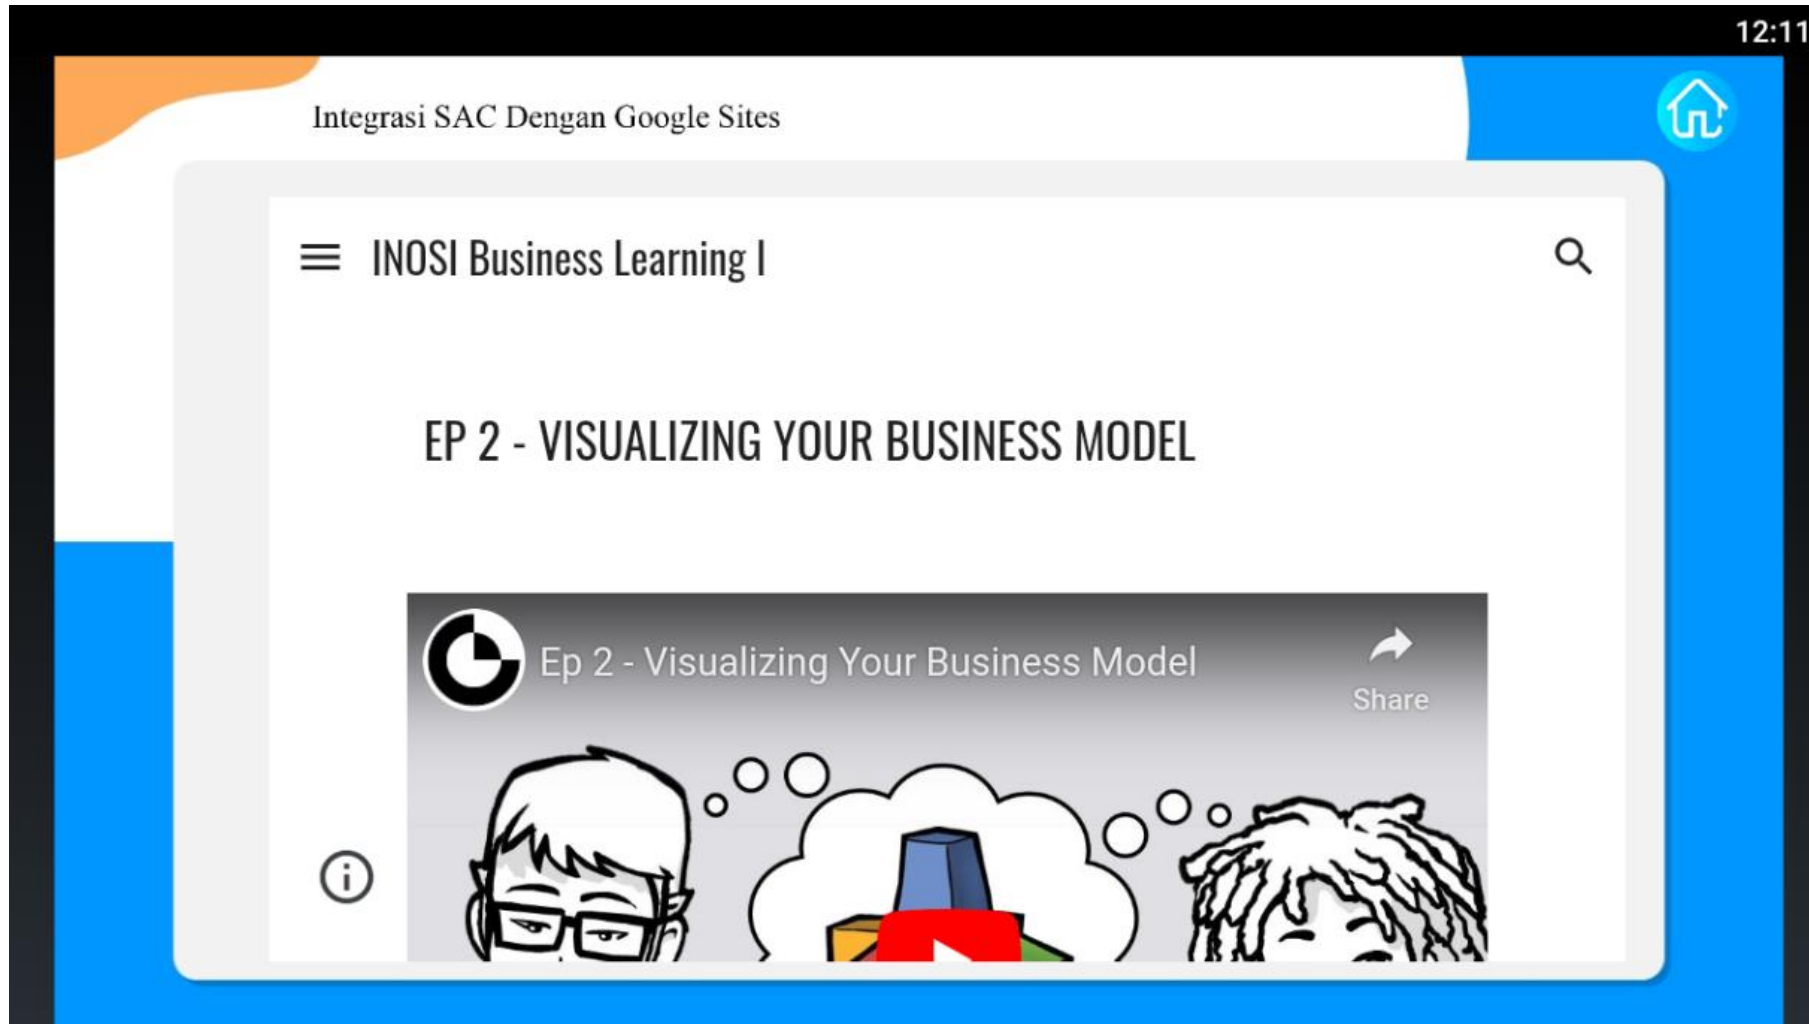 12:11
Integrasi SAC Dengan Google Sites
INOSI Business Learning I
EP 2 - VISUALIZING YOUR BUSINESS MODEL
Ep 2 - Visualizing Your Business Model
Share